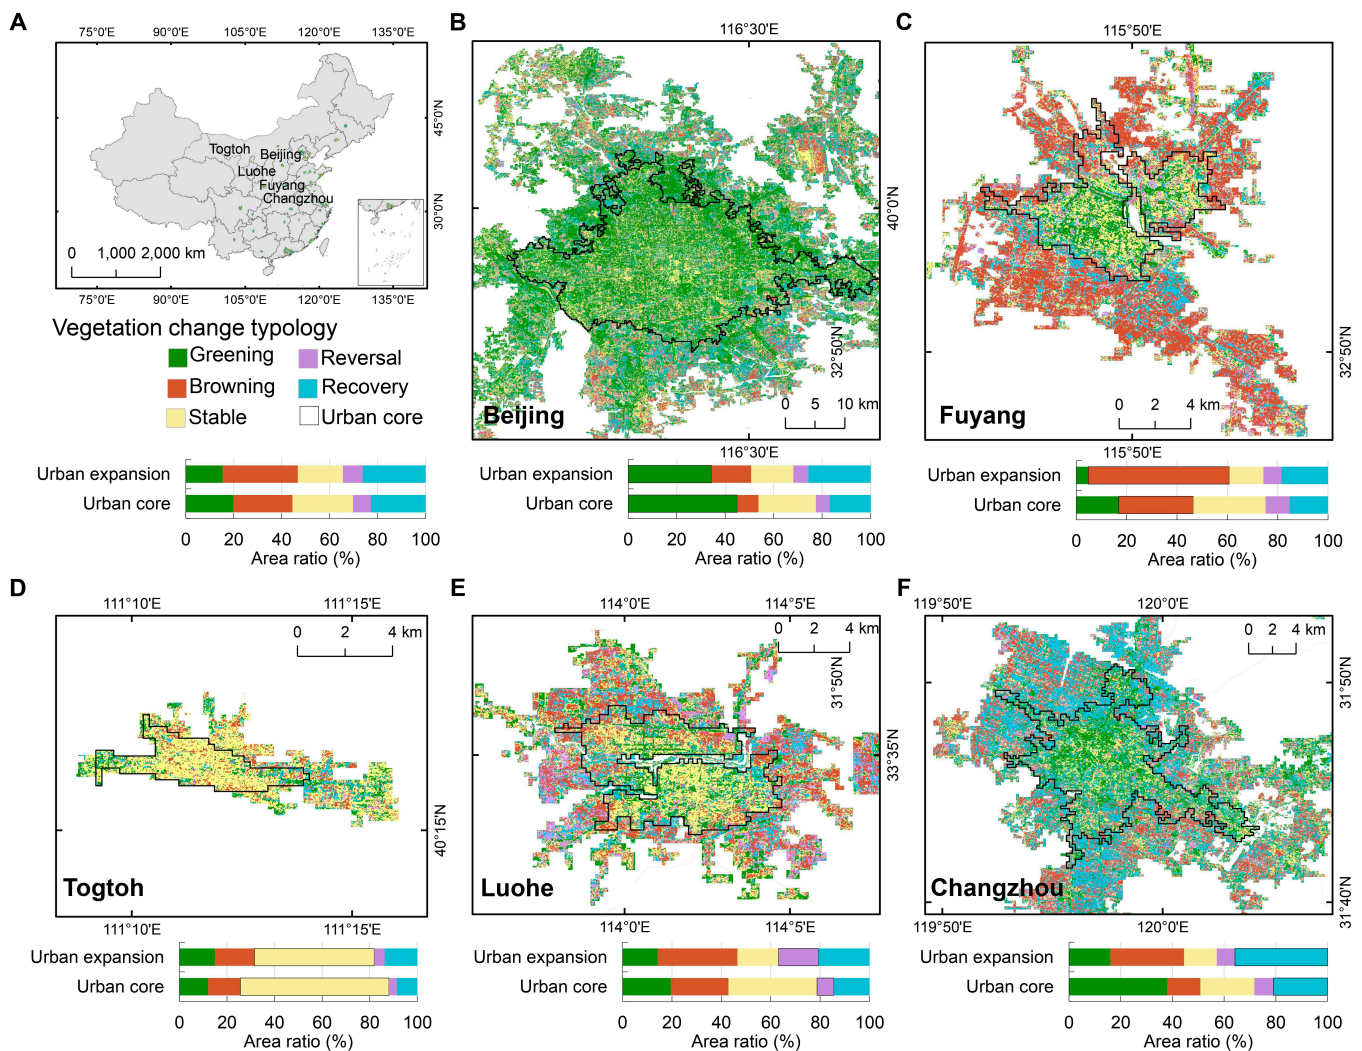 A
75°0'E 90°0'E 105°0'E 120°0'E 135°0'E
45°0'N
30°0'N
Togtoh
Beijing
Luohe
Fuyang
Changzhou
0 1,000 2,000 km
75°0'E 90°0'E 105°0'E 120°0'E 135°0'E
Vegetation change typology
Greening
Reversal
Browning
Recovery
Stable
Urban core
Urban expansion
Urban core
0 20 40 60 80 100
Area ratio (%)
B
116°30'E
40°0'N
0 5 10 km
Beijing
116°30'E
Urban expansion
Urban core
0 20 40 60 80 100
Area ratio (%)
C
115°50'E
32°50'N
32°50'N
0 2 4 km
Fuyang
115°50'E
Urban expansion
Urban core
0 20 40 60 80 100
Area ratio (%)
D
111°10'E 111°15'E
0 2 4 km
40°15'N
Togtoh
111°10'E 111°15'E
Urban expansion
Urban core
0 20 40 60 80 100
Area ratio (%)
E
114°0'E 114°5'E
0 2 4 km
33°35'N
Luohe
114°0'E 114°5'E
Urban expansion
Urban core
0 20 40 60 80 100
Area ratio (%)
F
119°50'E 120°0'E
0 2 4 km
31°50'N
31°50'N
31°40'N
Changzhou
119°50'E 120°0'E
Urban expansion
Urban core
0 20 40 60 80 100
Area ratio (%)